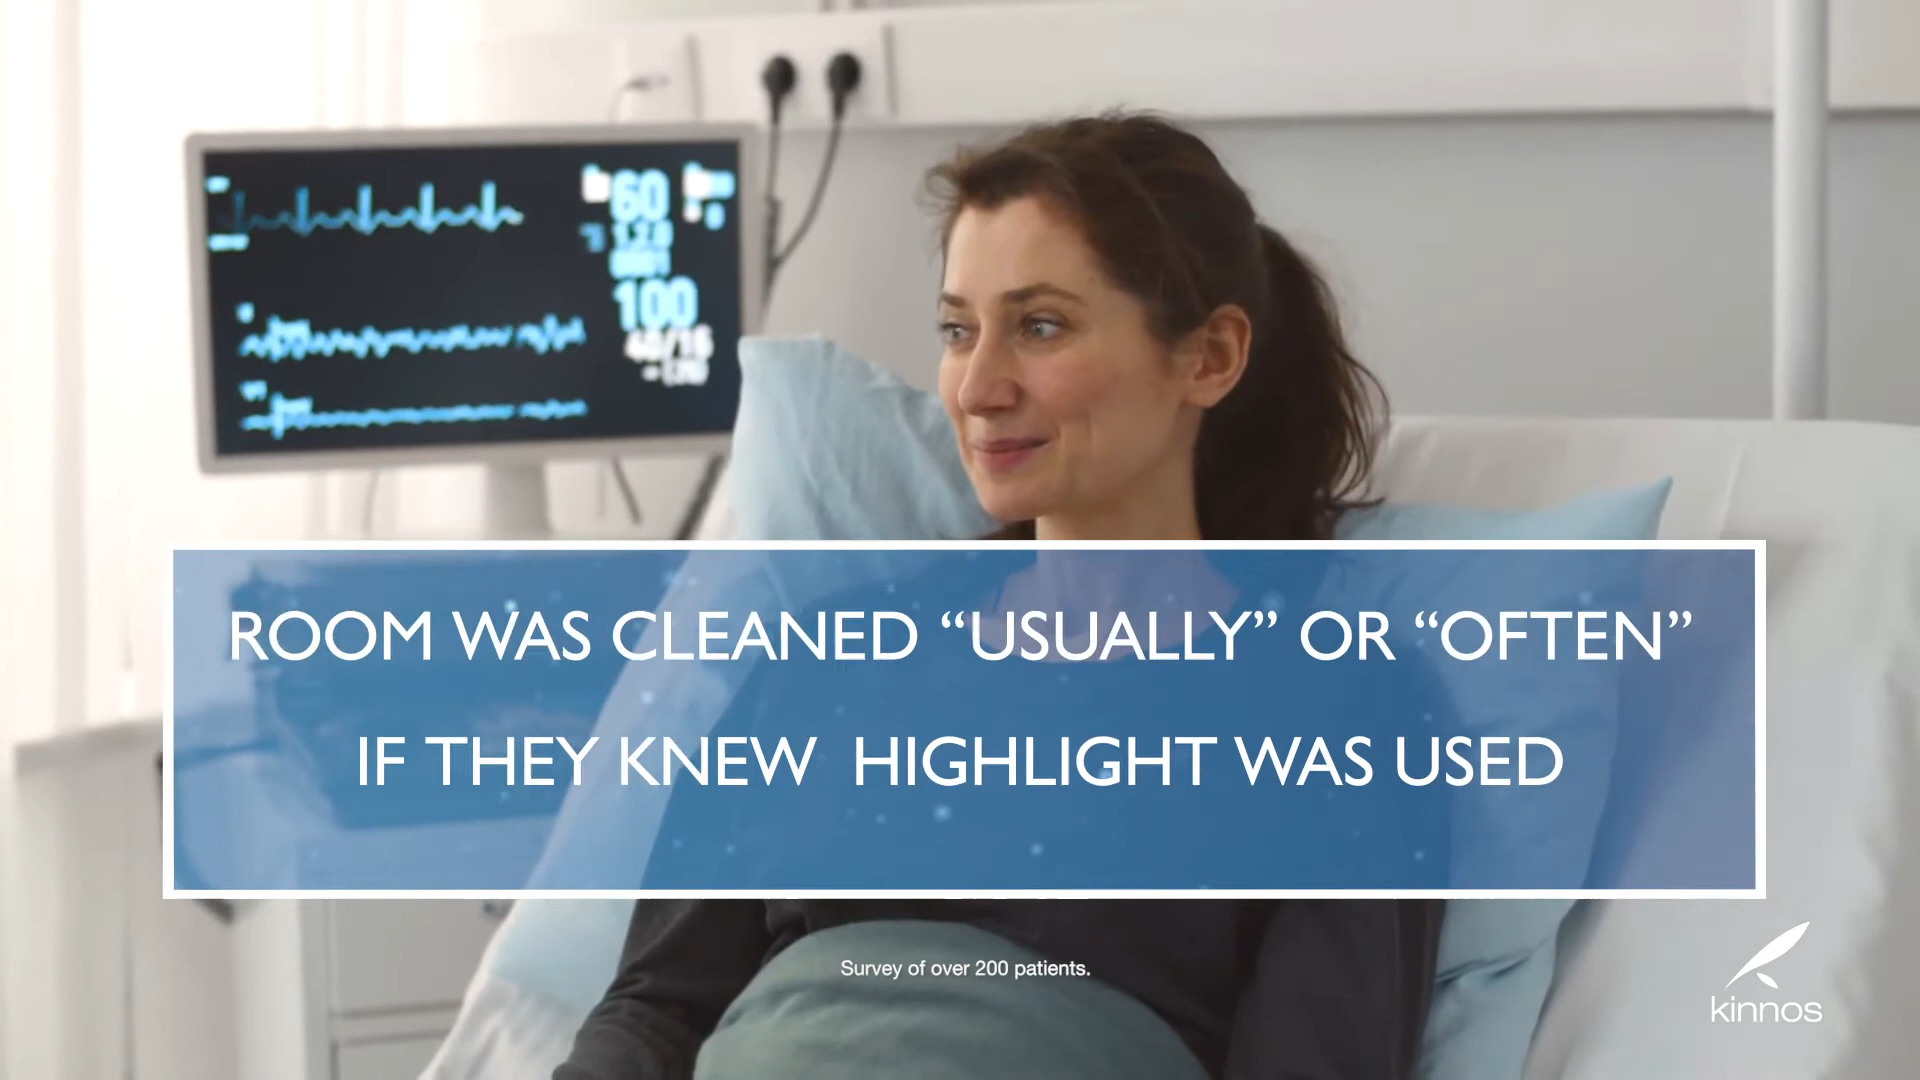 60
120
100
ROOM WAS CLEANED “USUALLY” OR “OFTEN”
IF THEY KNEW HIGHLIGHT WAS USED
Survey of over 200 patients.
kinnos